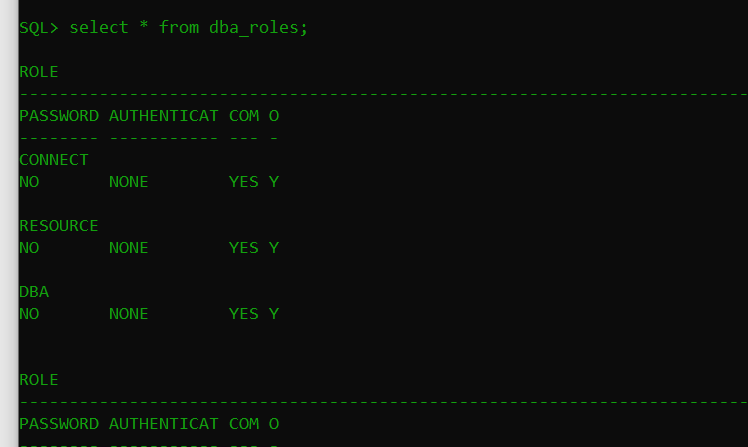 SQL> select * from dba_roles;
ROLE
--------------------------------------------------------------------------------
PASSWORD AUTHENTICAT COM O
-------- ----------- --- -
CONNECT
NO       NONE        YES Y
RESOURCE
NO       NONE        YES Y
DBA
NO       NONE        YES Y
ROLE
--------------------------------------------------------------------------------
PASSWORD AUTHENTICAT COM O
-------- ----------- --- -